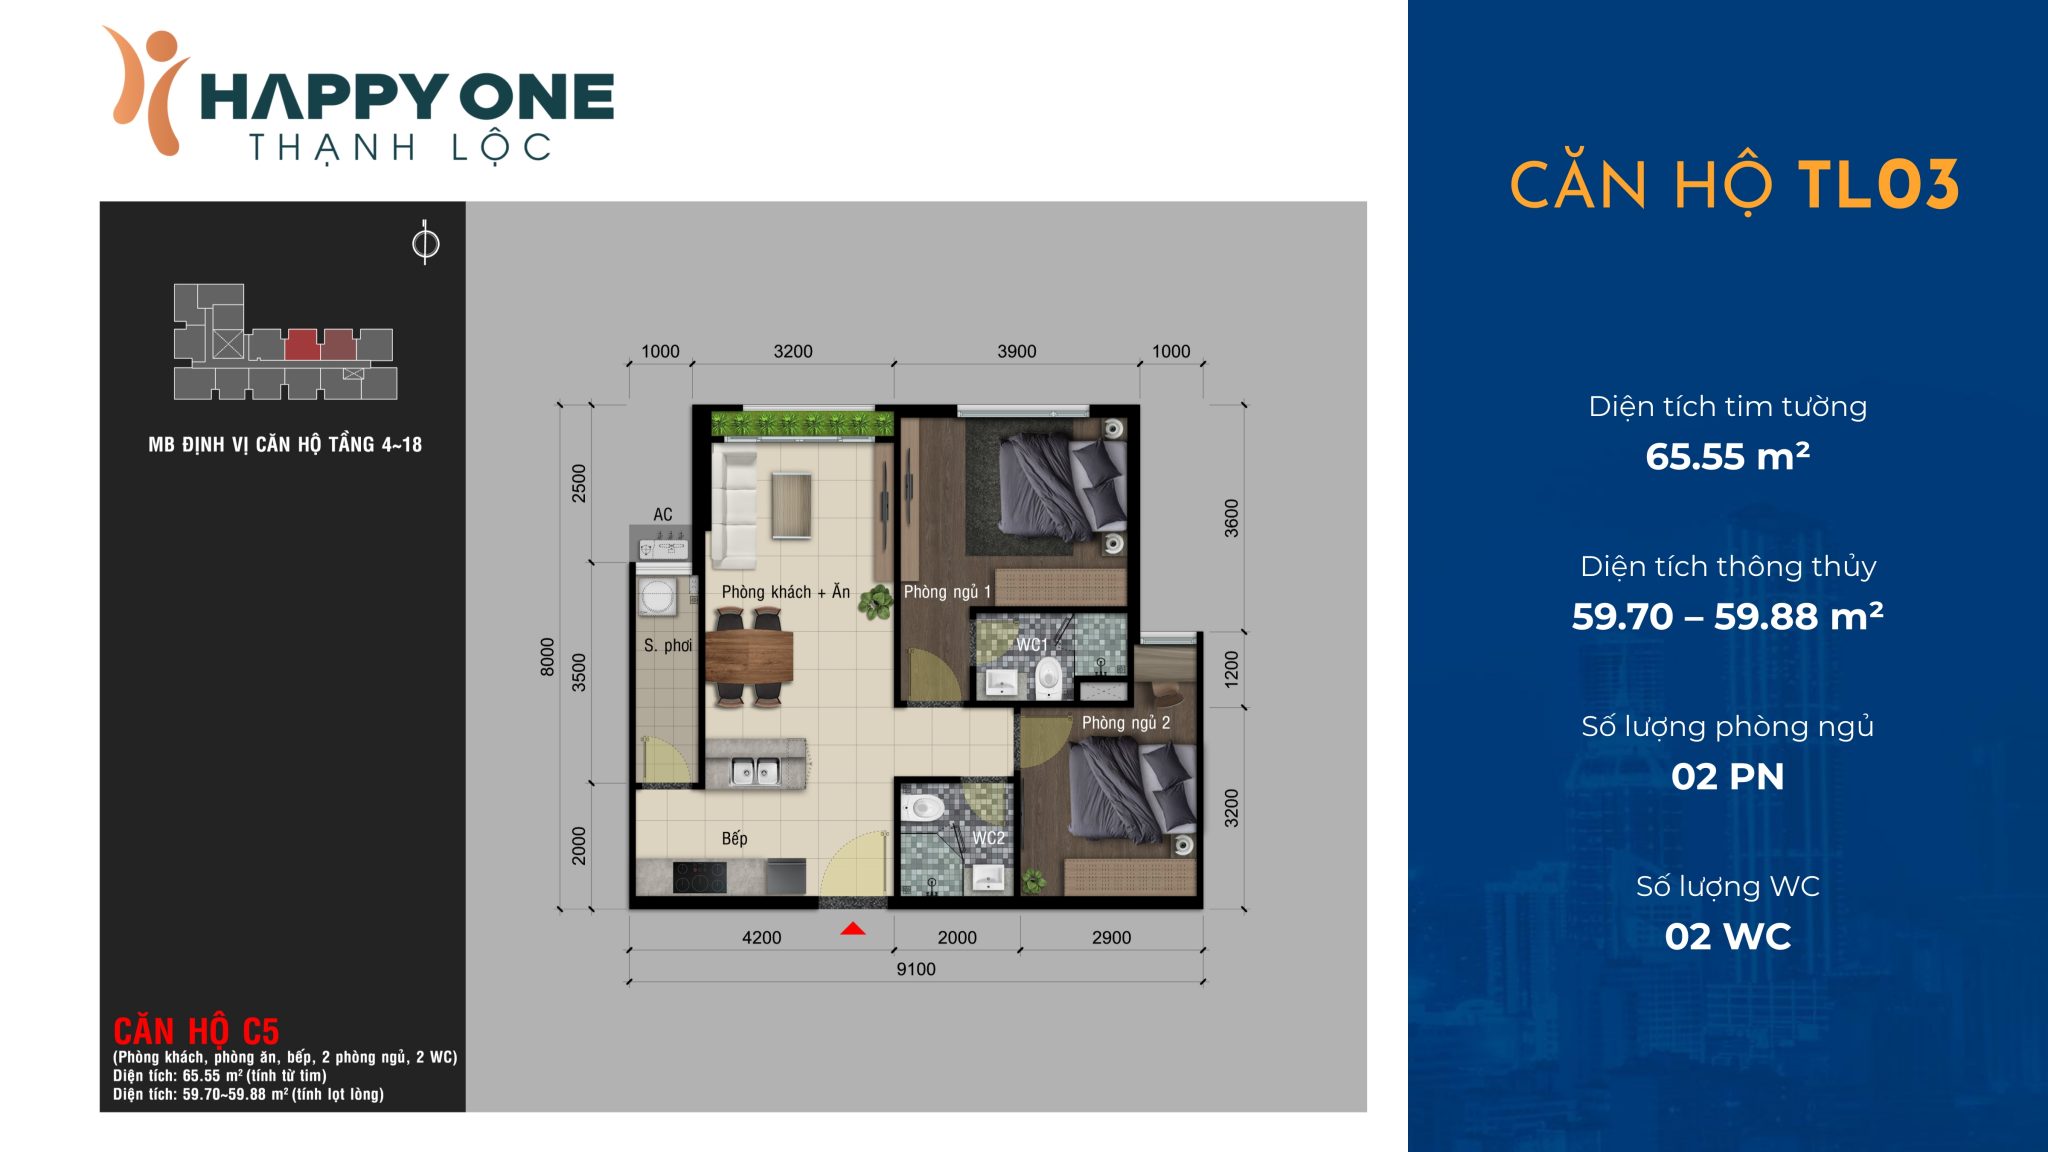 HAPPY ONE
THẠNH LỘC
MB ĐỊNH VỊ CĂN HỘ TẦNG 4~18
CĂN HỘ C5
(Phòng khách, phòng ăn, bếp, 2 phòng ngủ, 2 WC)
Diện tích: 65.55 m² (tính từ tim)
Diện tích: 59.70~59.88 m² (tính lọt lòng)
1000
3200
3900
1000
2500
8000
3500
2000
AC
Phòng khách + Ăn
Phòng ngủ 1
S. phơi
WC1
Phòng ngủ 2
Bếp
WC2
3600
1200
3200
4200
2000
2900
9100
CĂN HỘ TL03
Diện tích tim tường
65.55 m²
Diện tích thông thủy
59.70 – 59.88 m²
Số lượng phòng ngủ
02 PN
Số lượng WC
02 WC